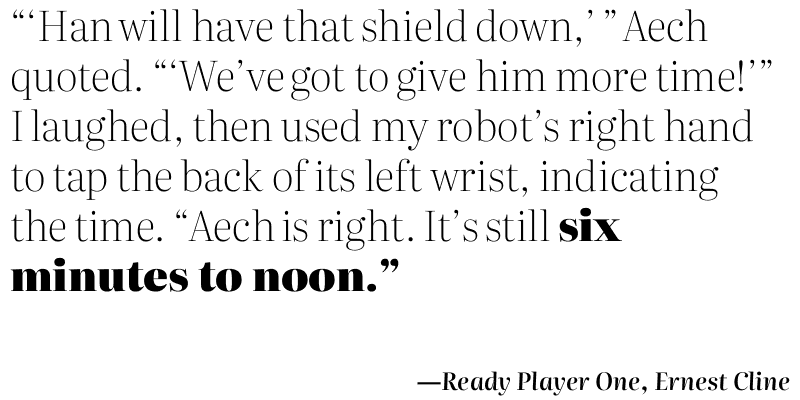 “‘Han will have that shield down,’ ” Aech
quoted. “‘We’ve got to give him more time!’”
I laughed, then used my robot’s right hand
to tap the back of its left wrist, indicating
the time. “Aech is right. It’s still six
minutes to noon.”
—Ready Player One, Ernest Cline